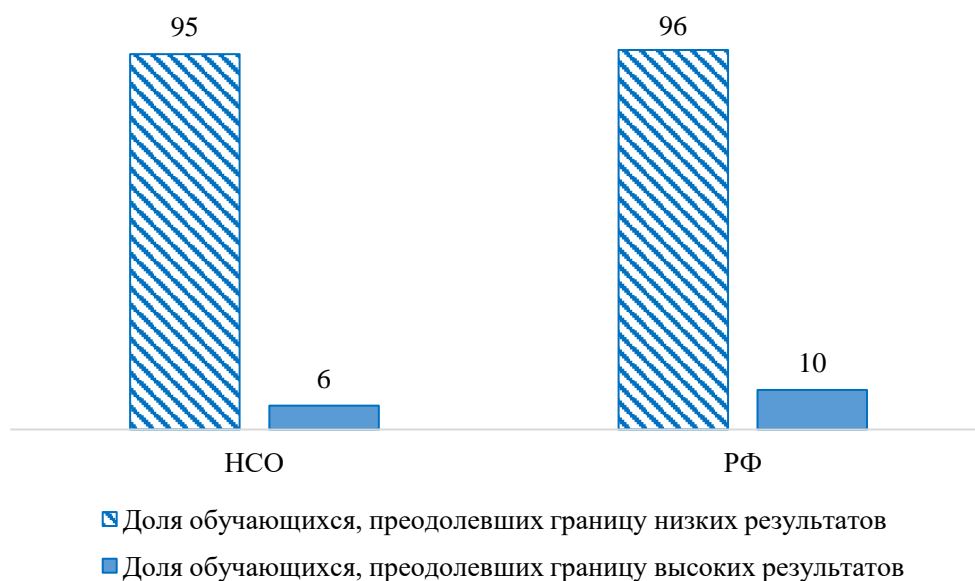 95
96
6
10
НСО
РФ
Доля обучающихся, преодолевших границу низких результатов
Доля обучающихся, преодолевших границу высоких результатов